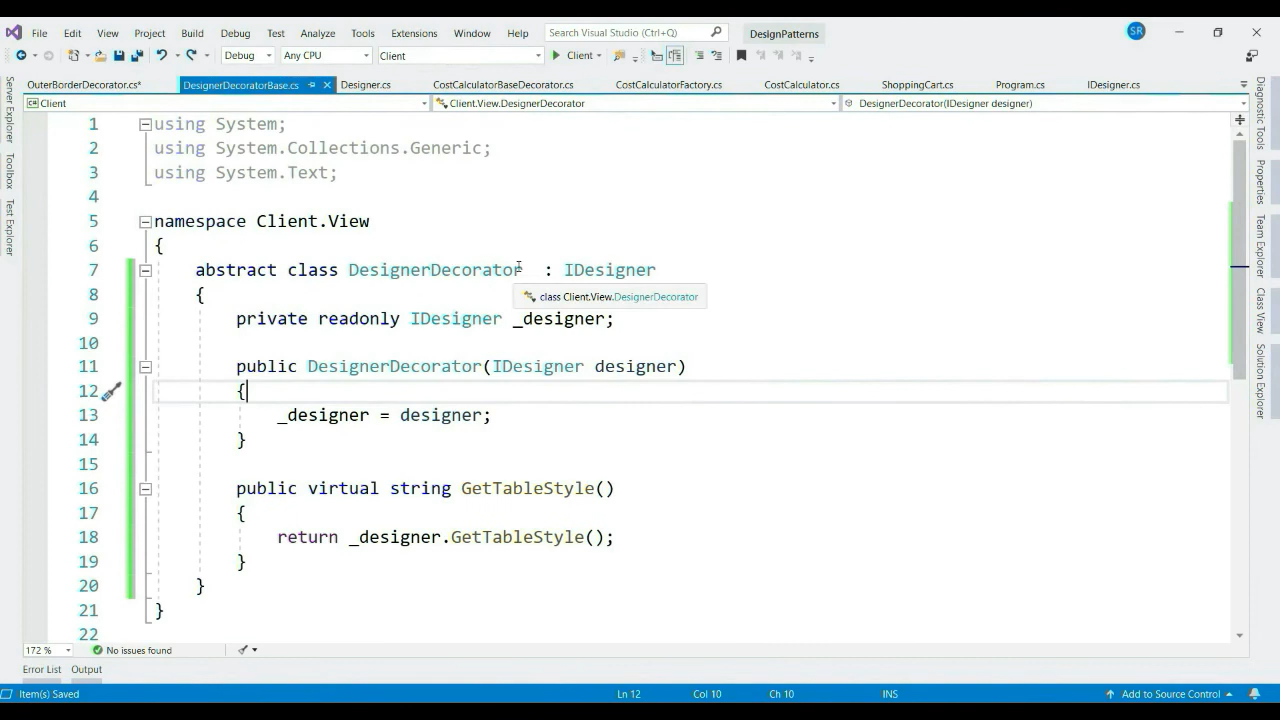 File Edit View Project Build Debug Test Analyze Tools Extensions Window Help Search Visual Studio (Ctrl+Q) DesignPatterns SR
Debug Any CPU Client Client
OuterBorderDecorator.cs* DesignerDecoratorBase.cs Designer.cs CostCalculatorBaseDecorator.cs CostCalculatorFactory.cs CostCalculator.cs ShoppingCart.cs Program.cs IDesigner.cs
Client Client.View.DesignerDecorator DesignerDecorator(IDesigner designer)
Server Explorer
Toolbox
Test Explorer
1 using System;
2 using System.Collections.Generic;
3 using System.Text;
4
5 namespace Client.View
6 {
7 abstract class DesignerDecorator : IDesigner
8 {
class Client.View.DesignerDecorator
9 private readonly IDesigner _designer;
10
11 public DesignerDecorator(IDesigner designer)
12 {
13 _designer = designer;
14 }
15
16 public virtual string GetTableStyle()
17 {
18 return _designer.GetTableStyle();
19 }
20 }
21 }
22
Diagnostic Tools
Properties
Team Explorer
Class View
Solution Explorer
172 % No issues found
Error List Output
Item(s) Saved Ln 12 Col 10 Ch 10 INS Add to Source Control